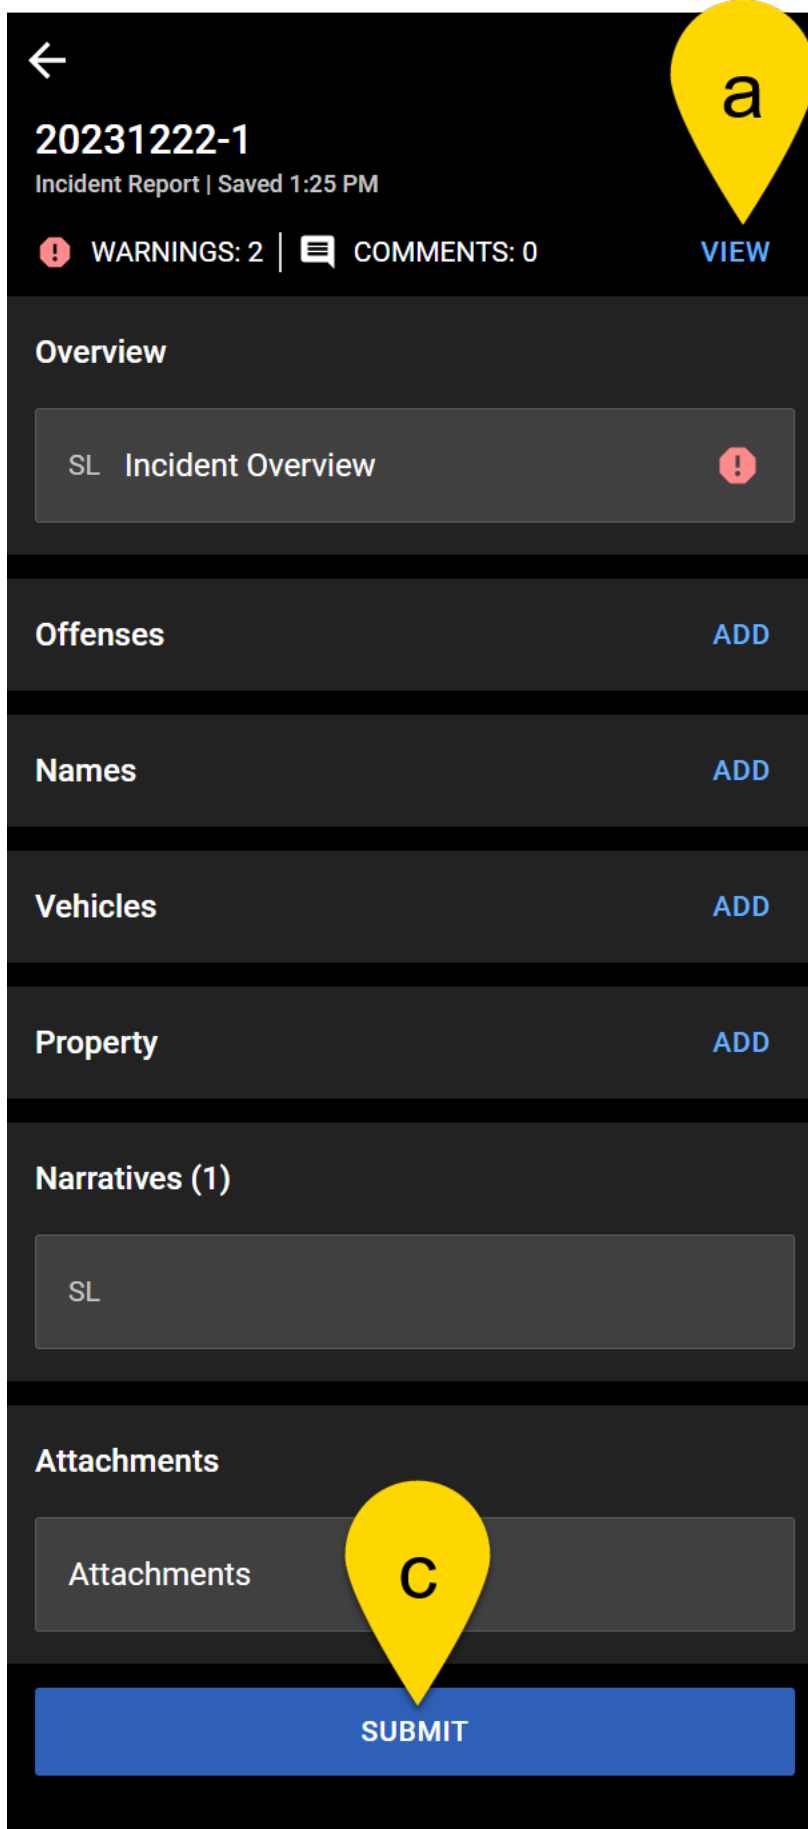 a
20231222-1
Incident Report | Saved 1:25 PM
WARNINGS: 2 | COMMENTS: 0 VIEW
Overview
SL Incident Overview
Offenses ADD
Names ADD
Vehicles ADD
Property ADD
Narratives (1)
SL
Attachments
Attachments
c
SUBMIT